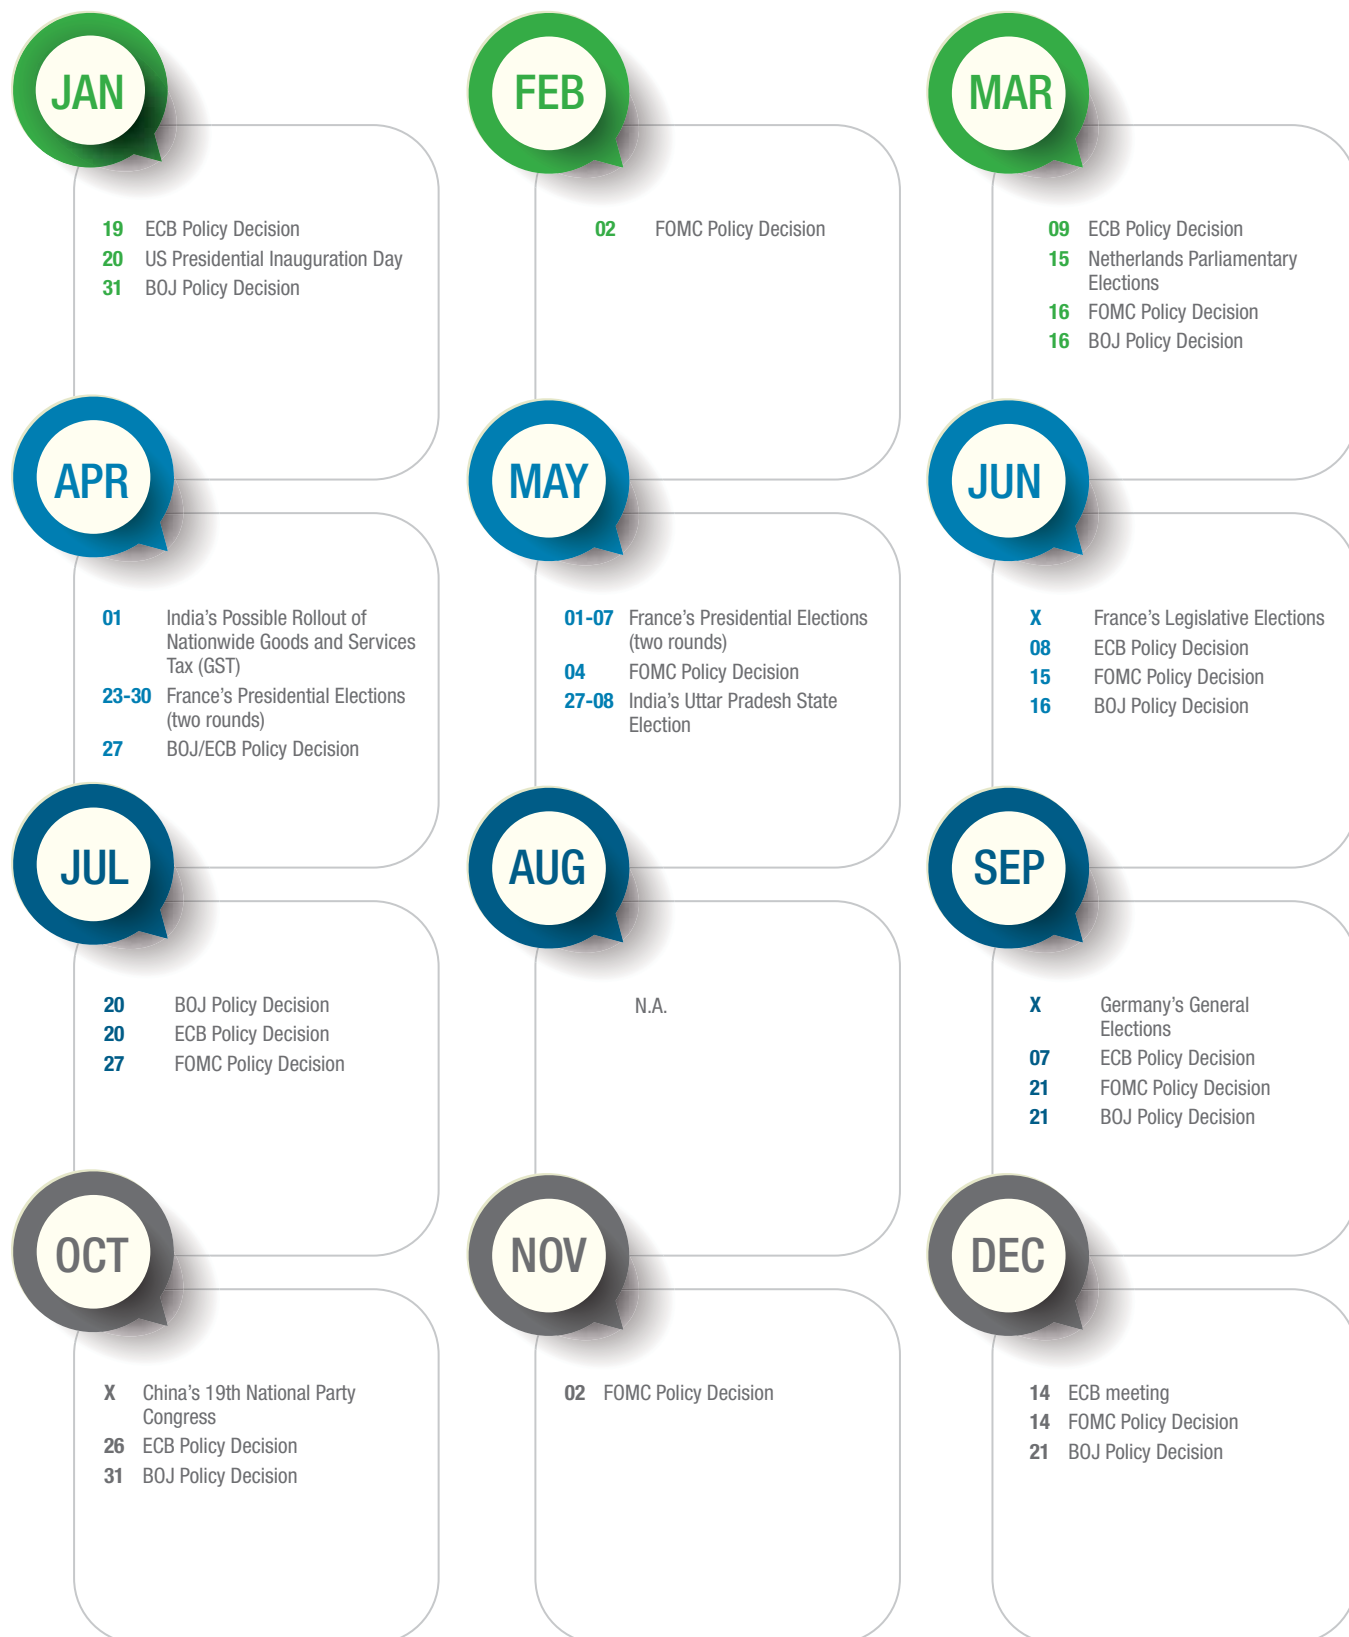 JAN
19 ECB Policy Decision
20 US Presidential Inauguration Day
31 BOJ Policy Decision
FEB
02 FOMC Policy Decision
MAR
09 ECB Policy Decision
15 Netherlands Parliamentary
Elections
16 FOMC Policy Decision
16 BOJ Policy Decision
APR
01 India’s Possible Rollout of
Nationwide Goods and Services
Tax (GST)
23-30 France’s Presidential Elections
(two rounds)
27 BOJ/ECB Policy Decision
MAY
01-07 France’s Presidential Elections
(two rounds)
04 FOMC Policy Decision
27-08 India’s Uttar Pradesh State
Election
JUN
X France’s Legislative Elections
08 ECB Policy Decision
15 FOMC Policy Decision
16 BOJ Policy Decision
JUL
20 BOJ Policy Decision
20 ECB Policy Decision
27 FOMC Policy Decision
AUG
N.A.
SEP
X Germany’s General
Elections
07 ECB Policy Decision
21 FOMC Policy Decision
21 BOJ Policy Decision
OCT
X China’s 19th National Party
Congress
26 ECB Policy Decision
31 BOJ Policy Decision
NOV
02 FOMC Policy Decision
DEC
14 ECB meeting
14 FOMC Policy Decision
21 BOJ Policy Decision